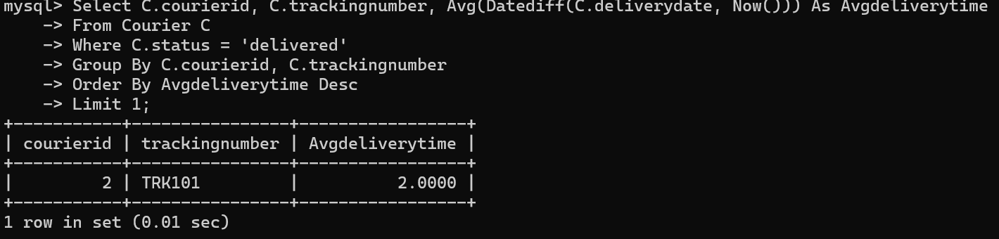 mysql> Select C.courierid, C.trackingnumber, Avg(Datediff(C.deliverydate, Now())) As Avgdeliverytime
    -> From Courier C
    -> Where C.status = 'delivered'
    -> Group By C.courierid, C.trackingnumber
    -> Order By Avgdeliverytime Desc
    -> Limit 1;
+-----------+----------------+-----------------+
| courierid | trackingnumber | Avgdeliverytime |
+-----------+----------------+-----------------+
|         2 | TRK101         |          2.0000 |
+-----------+----------------+-----------------+
1 row in set (0.01 sec)